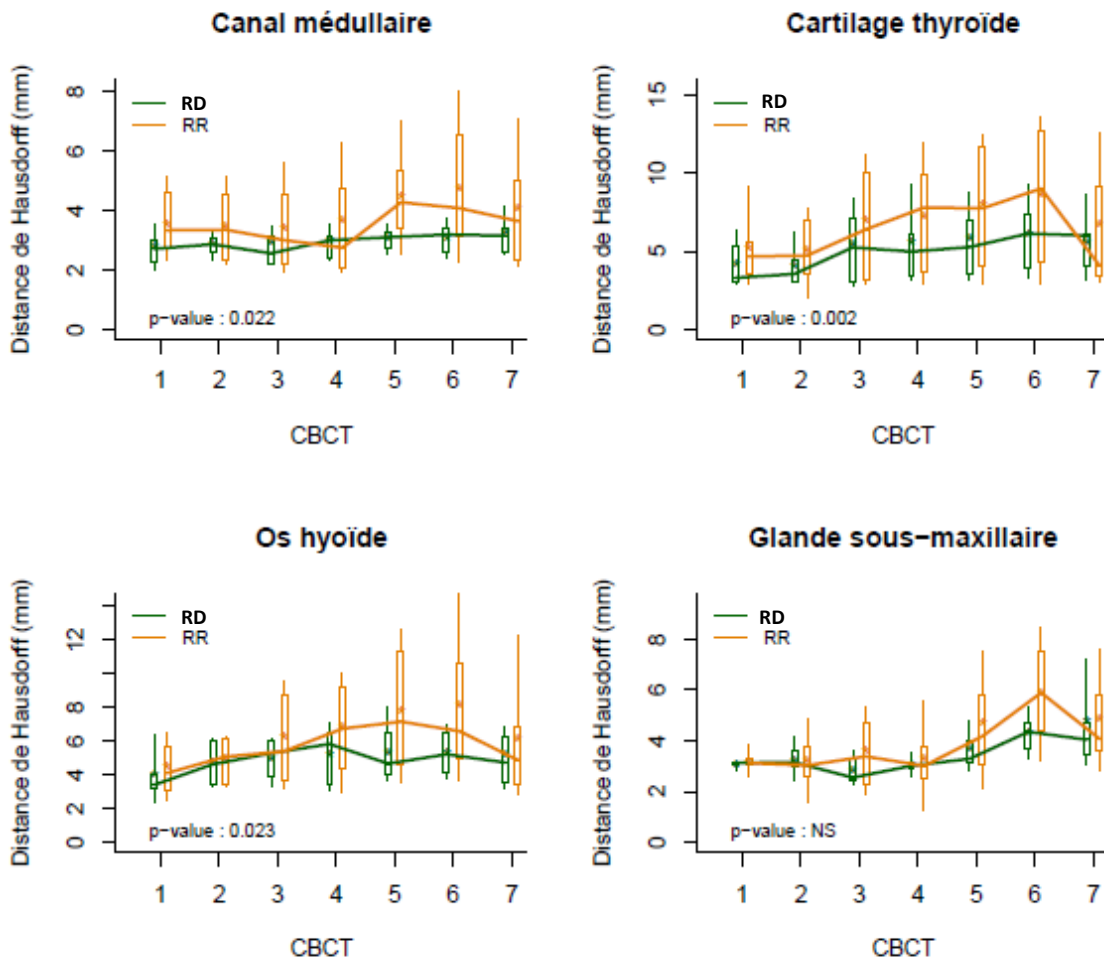 Canal médullaire
Distance de Hausdorff (mm)
8
6
4
2
0
RD
RR
p-value : 0.022
1 2 3 4 5 6 7
CBCT
Cartilage thyroïde
Distance de Hausdorff (mm)
15
10
5
0
RD
RR
p-value : 0.002
1 2 3 4 5 6 7
CBCT
Os hyoïde
Distance de Hausdorff (mm)
12
8
6
4
2
0
RD
RR
p-value : 0.023
1 2 3 4 5 6 7
CBCT
Glande sous-maxillaire
Distance de Hausdorff (mm)
8
6
4
2
0
RD
RR
p-value : NS
1 2 3 4 5 6 7
CBCT